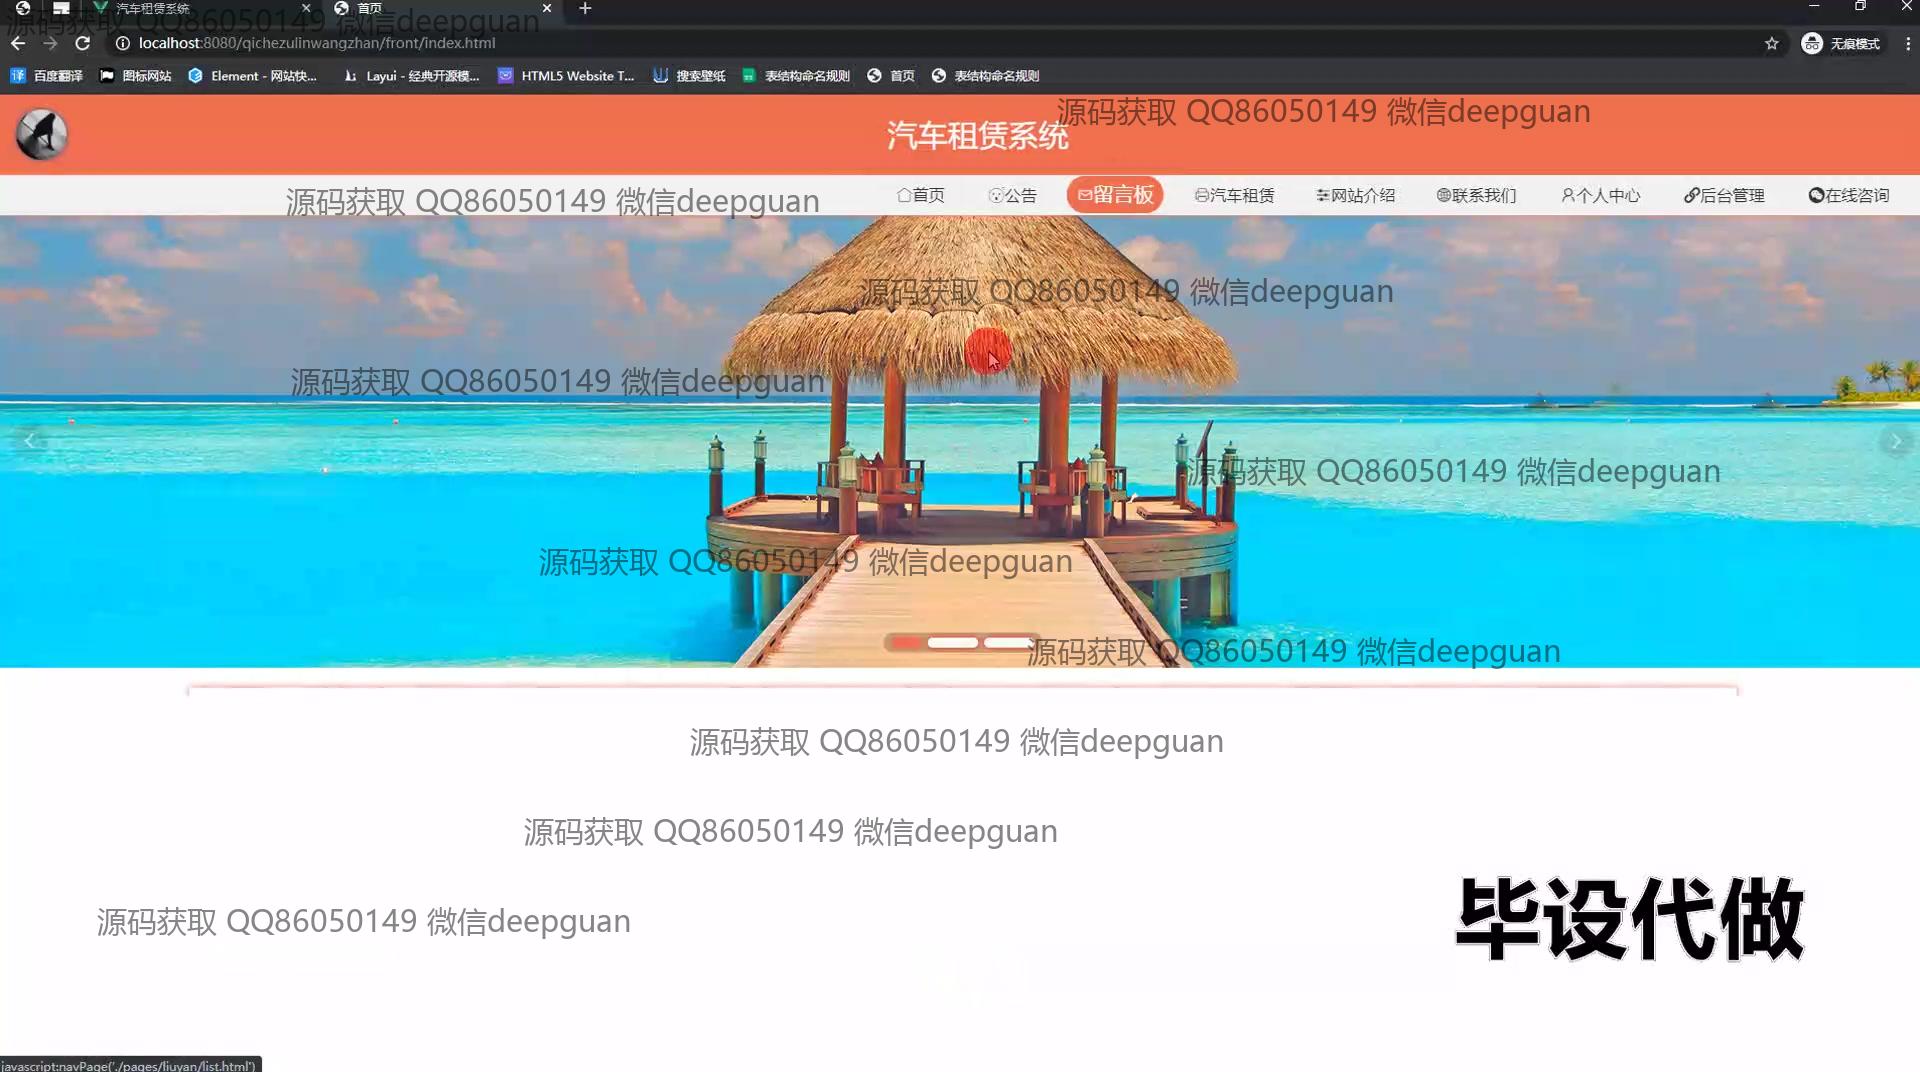 汽车租赁系统
首页
源码获取 QQ86050149 微信deepguan
localhost:8080/qichezulinwangzhan/front/index.html
无痕模式
百度翻译
图标网站
Element - 网站快...
Layui - 经典开源模...
HTML5 Website T...
搜索壁纸
表结构命名规则
首页
表结构命名规则
源码获取 QQ86050149 微信deepguan
汽车租赁系统
源码获取 QQ86050149 微信deepguan
首页
公告
留言板
汽车租赁
网站介绍
联系我们
个人中心
后台管理
在线咨询
源码获取 QQ86050149 微信deepguan
源码获取 QQ86050149 微信deepguan
源码获取 QQ86050149 微信deepguan
源码获取 QQ86050149 微信deepguan
源码获取 QQ86050149 微信deepguan
源码获取 QQ86050149 微信deepguan
源码获取 QQ86050149 微信deepguan
源码获取 QQ86050149 微信deepguan
毕设代做
javascript:navPage('./pages/liuyan/list.html')